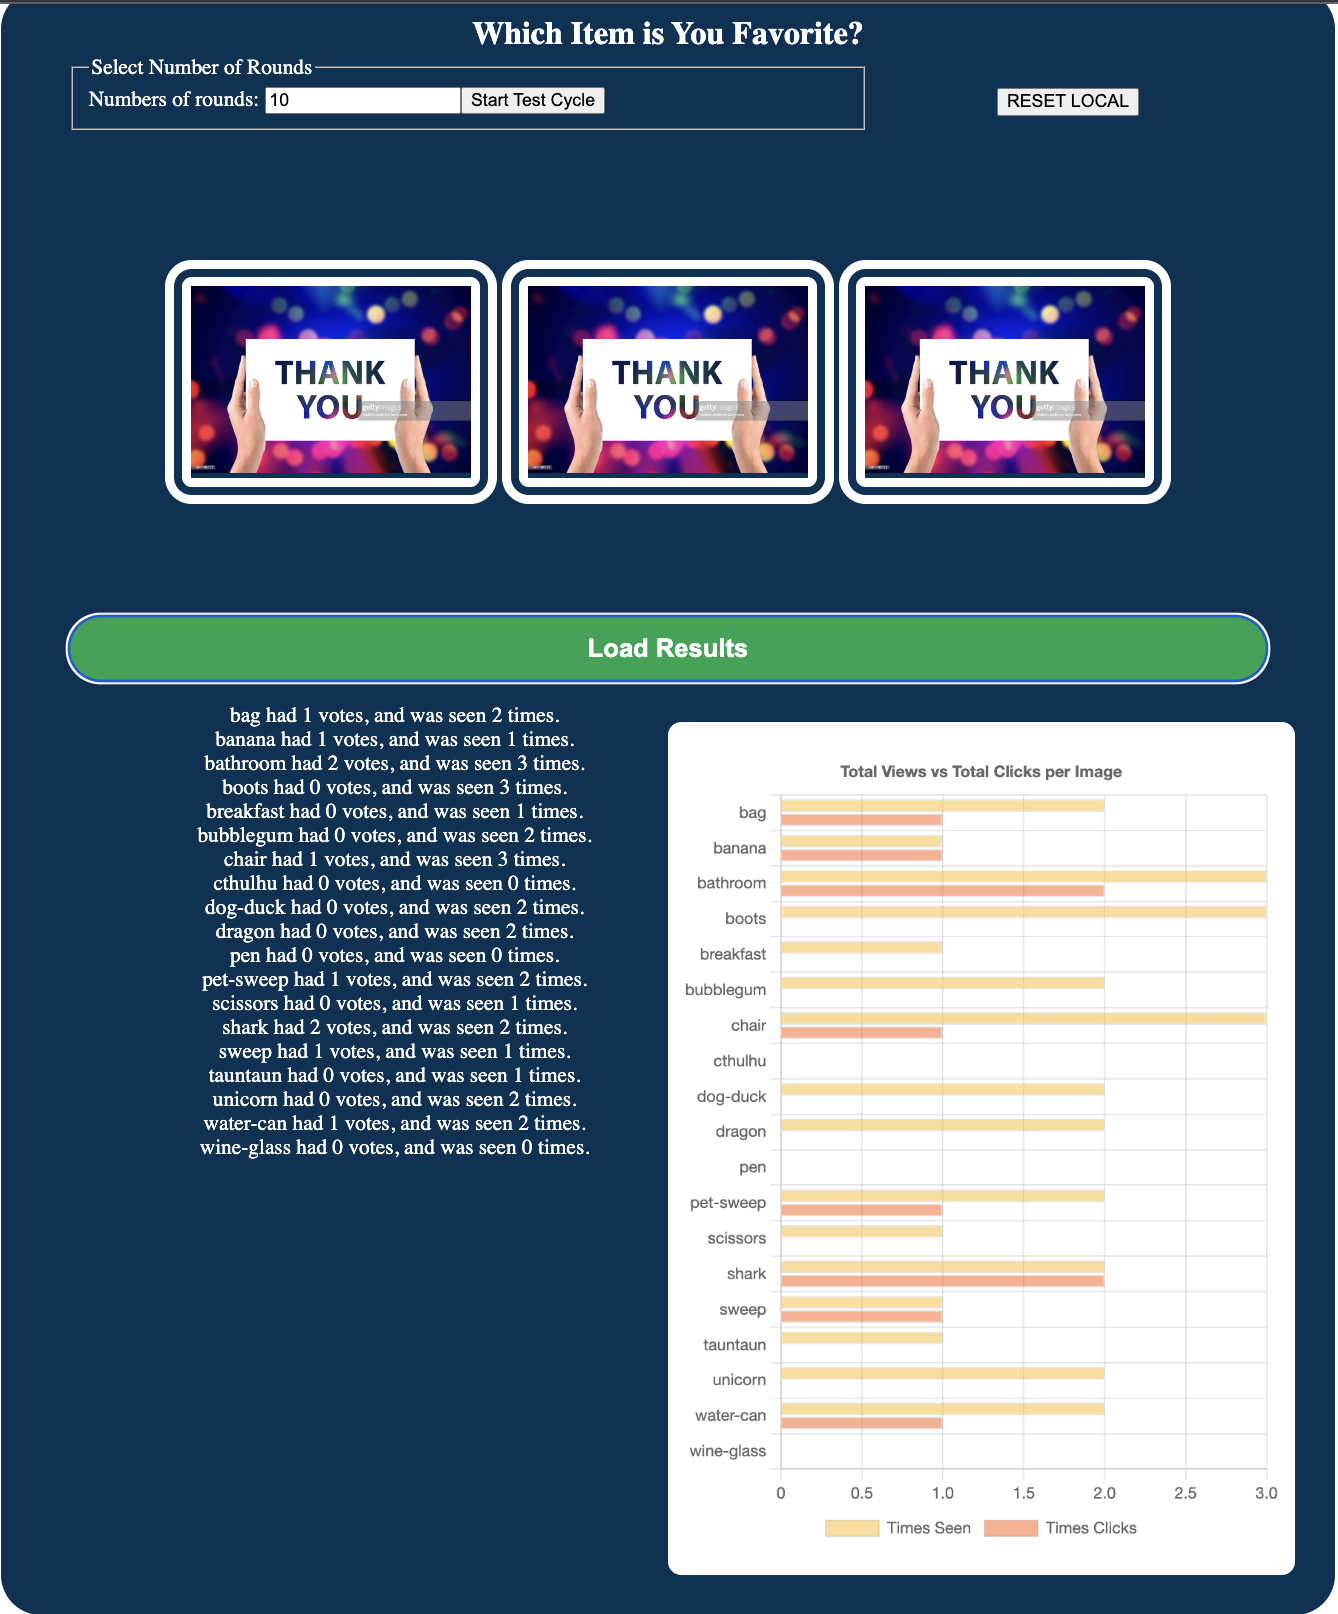 Which Item is You Favorite?
Select Number of Rounds
Numbers of rounds: 10 Start Test Cycle
RESET LOCAL
THANK
YOU
gettyimages
THANK
YOU
gettyimages
THANK
YOU
gettyimages
Load Results
bag had 1 votes, and was seen 2 times.
banana had 1 votes, and was seen 1 times.
bathroom had 2 votes, and was seen 3 times.
boots had 0 votes, and was seen 3 times.
breakfast had 0 votes, and was seen 1 times.
bubblegum had 0 votes, and was seen 2 times.
chair had 1 votes, and was seen 3 times.
cthulhu had 0 votes, and was seen 0 times.
dog-duck had 0 votes, and was seen 2 times.
dragon had 0 votes, and was seen 2 times.
pen had 0 votes, and was seen 0 times.
pet-sweep had 1 votes, and was seen 2 times.
scissors had 0 votes, and was seen 1 times.
shark had 2 votes, and was seen 2 times.
sweep had 1 votes, and was seen 1 times.
tauntaun had 0 votes, and was seen 1 times.
unicorn had 0 votes, and was seen 2 times.
water-can had 1 votes, and was seen 2 times.
wine-glass had 0 votes, and was seen 0 times.
Total Views vs Total Clicks per Image
bag
banana
bathroom
boots
breakfast
bubblegum
chair
cthulhu
dog-duck
dragon
pen
pet-sweep
scissors
shark
sweep
tauntaun
unicorn
water-can
wine-glass
0 0.5 1.0 1.5 2.0 2.5 3.0
Times Seen Times Clicks